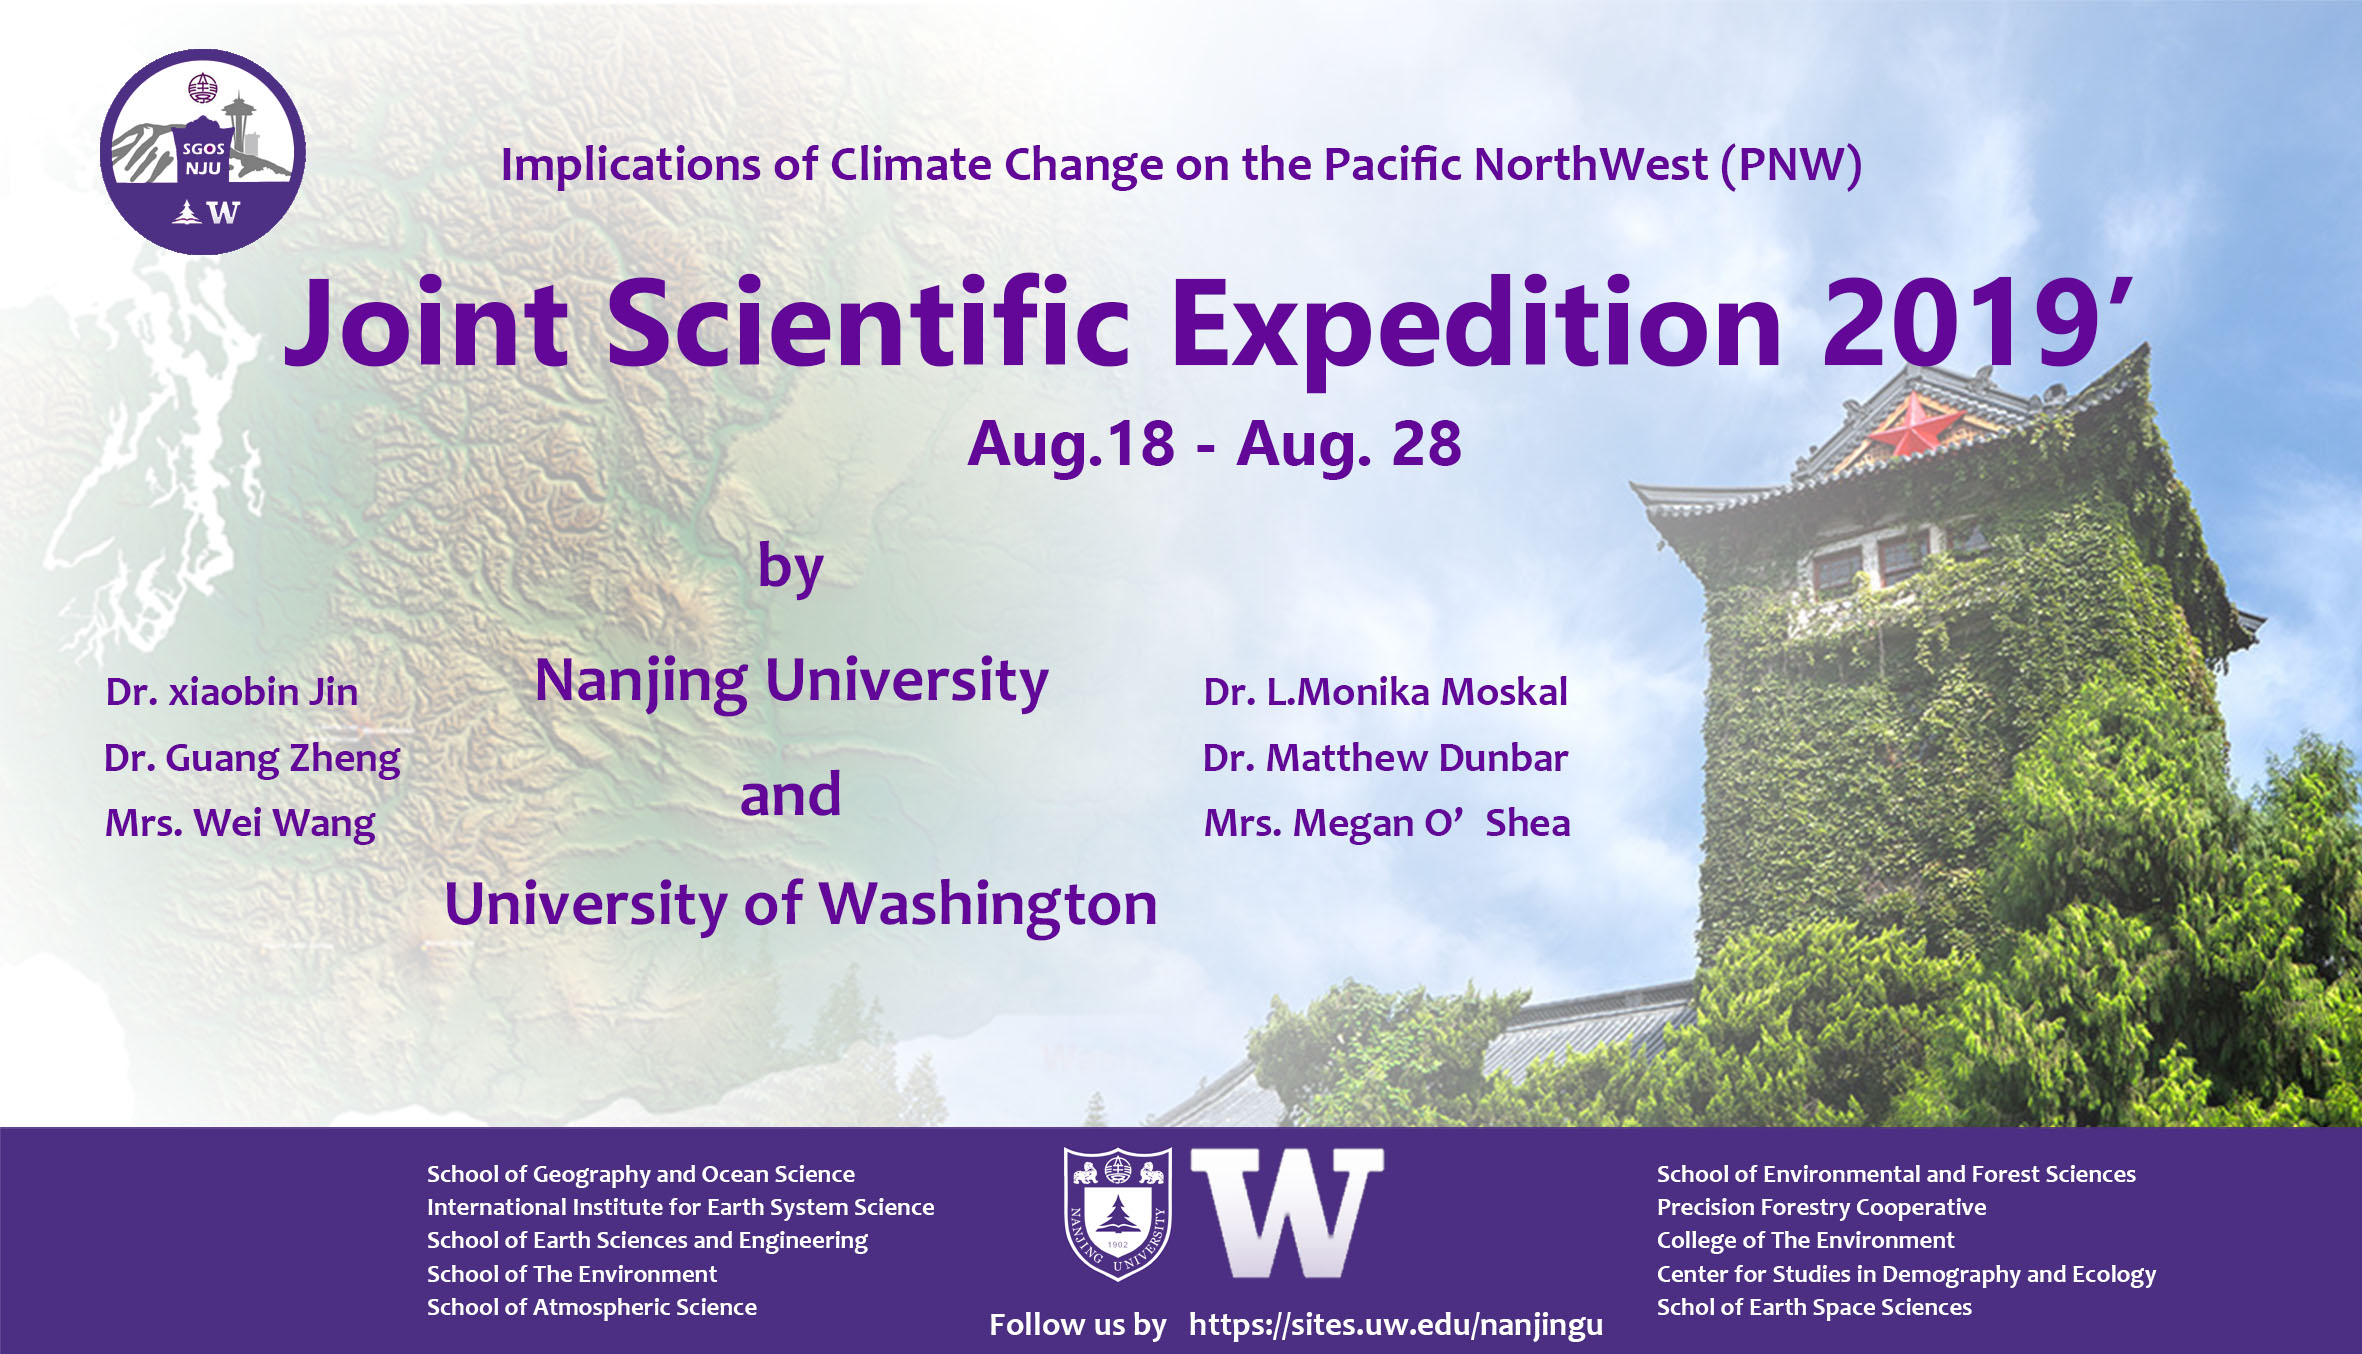 SGOS
NJU
W
Implications of Climate Change on the Pacific NorthWest (PNW)
Joint Scientific Expedition 2019’
Aug.18 - Aug. 28
by
Nanjing University
and
University of Washington
Dr. xiaobin Jin
Dr. Guang Zheng
Mrs. Wei Wang
Dr. L.Monika Moskal
Dr. Matthew Dunbar
Mrs. Megan O’ Shea
School of Geography and Ocean Science
International Institute for Earth System Science
School of Earth Sciences and Engineering
School of The Environment
School of Atmospheric Science
1902
NANJING UNIVERSITY
W
Follow us by https://sites.uw.edu/nanjingu
School of Environmental and Forest Sciences
Precision Forestry Cooperative
College of The Environment
Center for Studies in Demography and Ecology
Schol of Earth Space Sciences